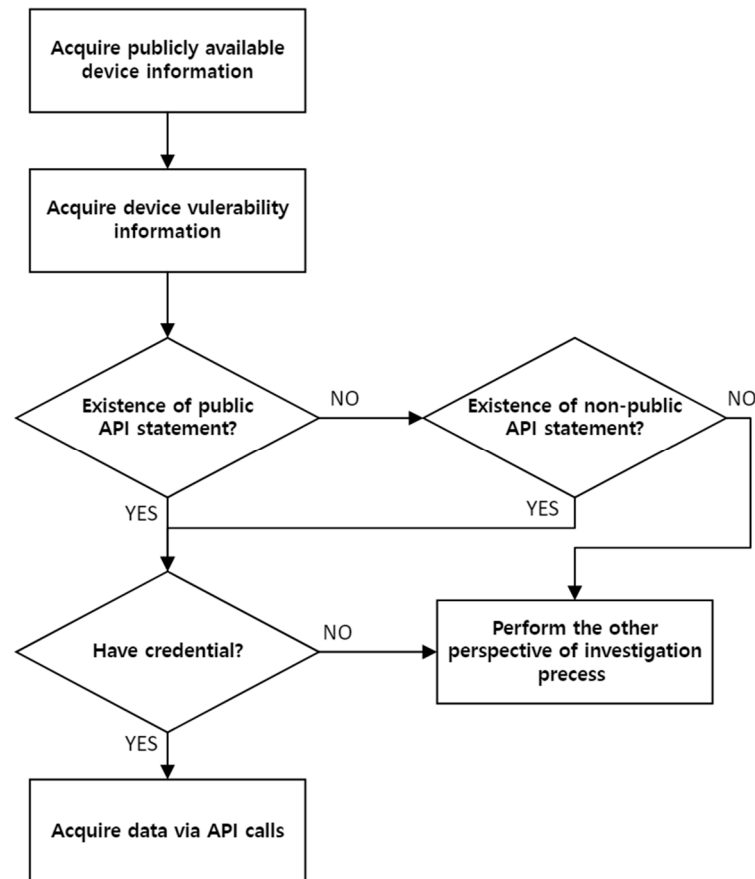 Acquire publicly available
device information
Acquire device vulerability
information
Existence of public
API statement?
NO
Existence of non-public
API statement?
NO
YES
YES
Have credential?
NO
Perform the other
perspective of investigation
precess
YES
Acquire data via API calls